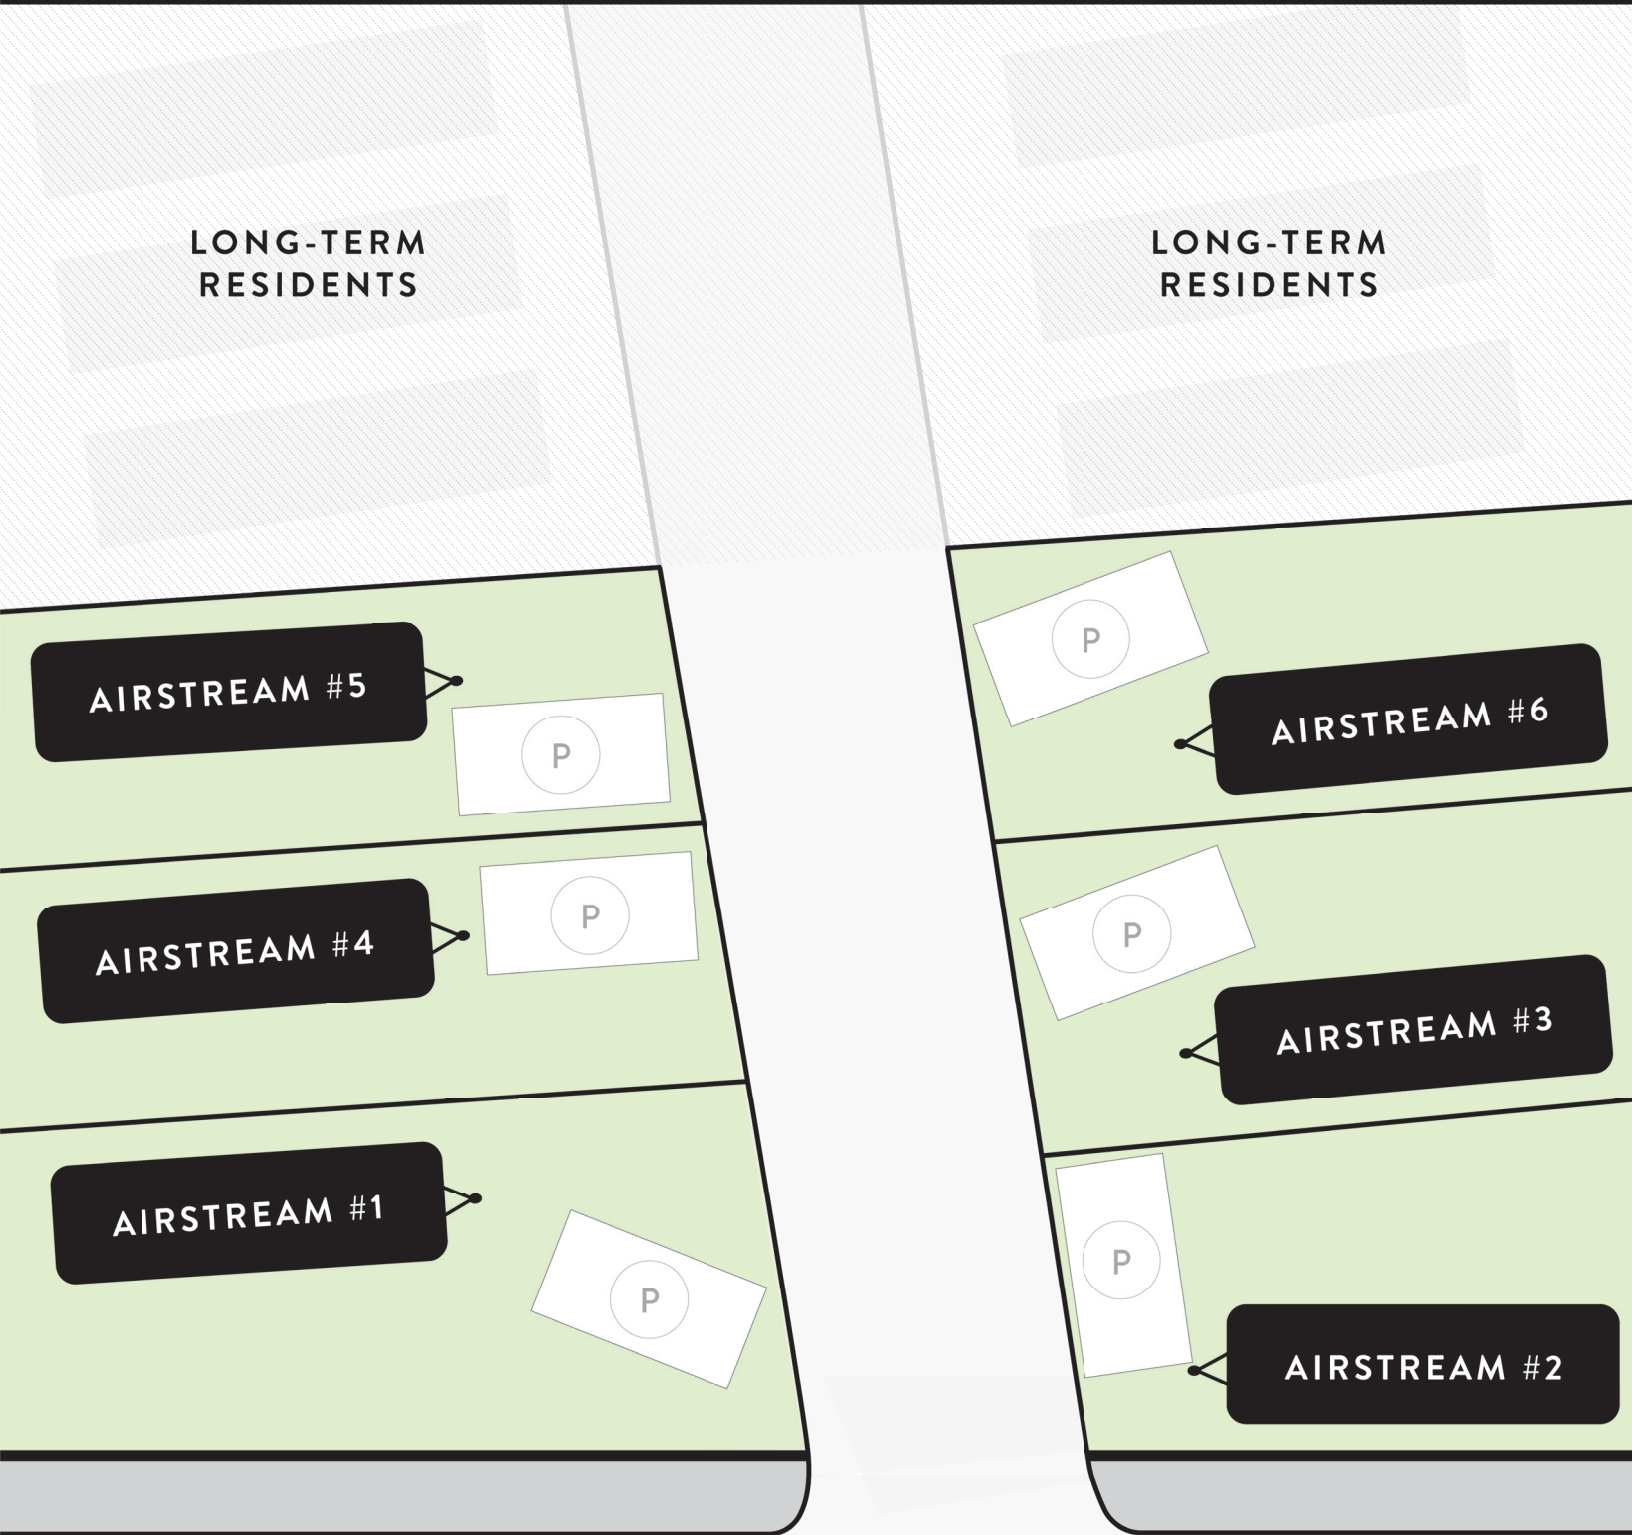 LONG-TERM
RESIDENTS
LONG-TERM
RESIDENTS
P
AIRSTREAM #5
P
AIRSTREAM #6
P
AIRSTREAM #4
P
AIRSTREAM #3
AIRSTREAM #1
P
P
AIRSTREAM #2